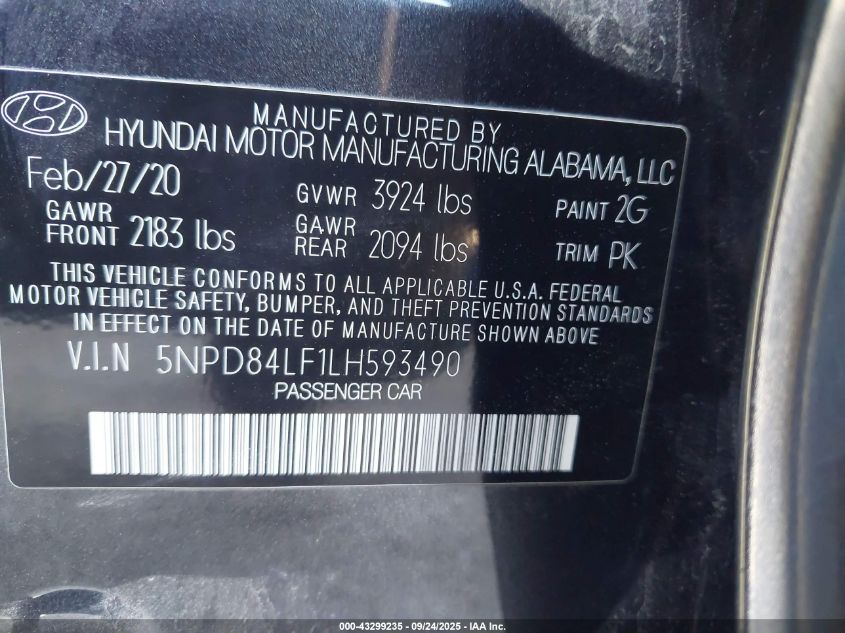 MANUFACTURED BY
HYUNDAI MOTOR MANUFACTURING ALABAMA, LLC
Feb/27/20 GVWR 3924 lbs PAINT 2G
GAWR FRONT 2183 lbs GAWR REAR 2094 lbs TRIM PK
THIS VEHICLE CONFORMS TO ALL APPLICABLE U.S.A. FEDERAL
MOTOR VEHICLE SAFETY, BUMPER, AND THEFT PREVENTION STANDARDS
IN EFFECT ON THE DATE OF MANUFACTURE SHOWN ABOVE
V.I.N 5NPD84LF1LH593490
PASSENGER CAR
000-43299235 - 09/24/2025 - IAA Inc.